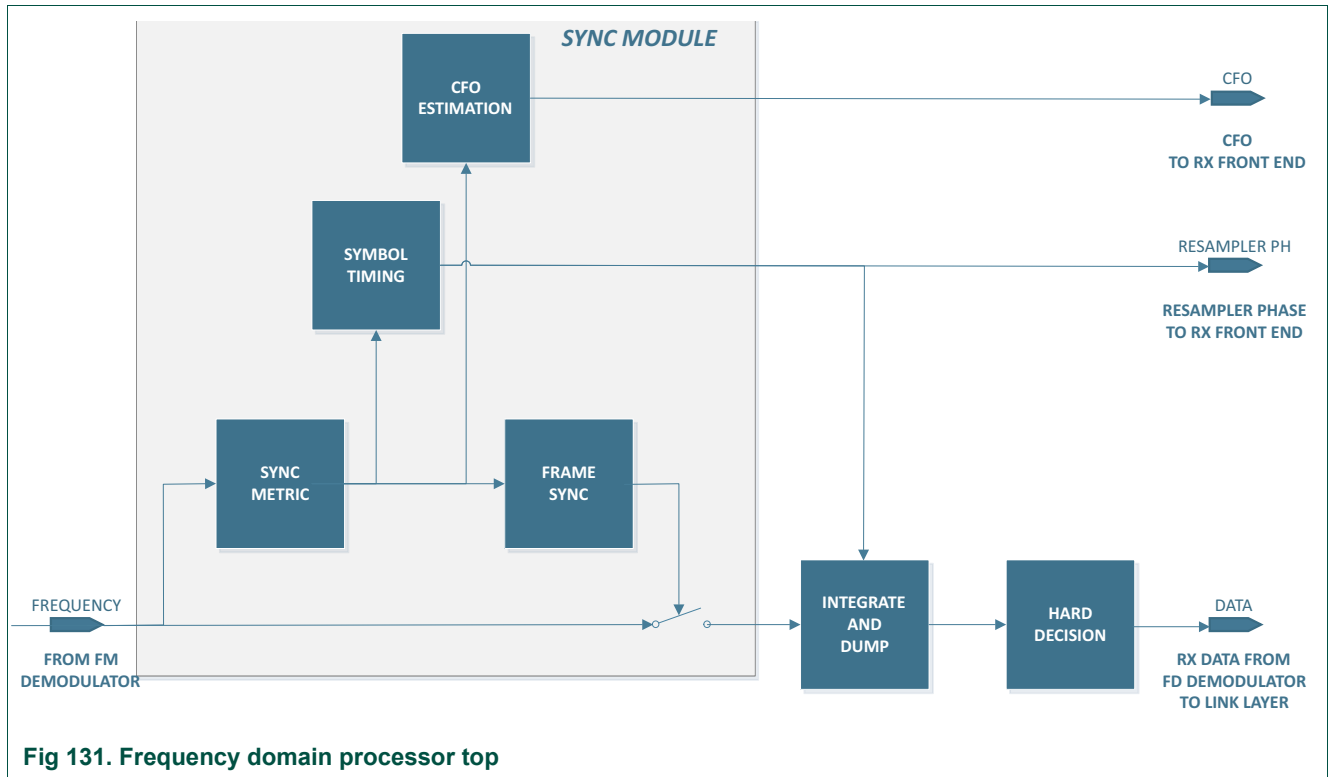 SYNC MODULE
CFO
ESTIMATION
CFO
CFO
TO RX FRONT END
SYMBOL
TIMING
RESAMPLER PH
RESAMPLER PHASE
TO RX FRONT END
SYNC
METRIC
FRAME
SYNC
FREQUENCY
FROM FM
DEMODULATOR
INTEGRATE
AND
DUMP
HARD
DECISION
DATA
RX DATA FROM
FD DEMODULATOR
TO LINK LAYER
Fig 131. Frequency domain processor top